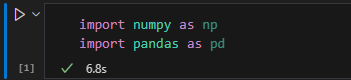 import numpy as np
import pandas as pd
[1]
6.8s